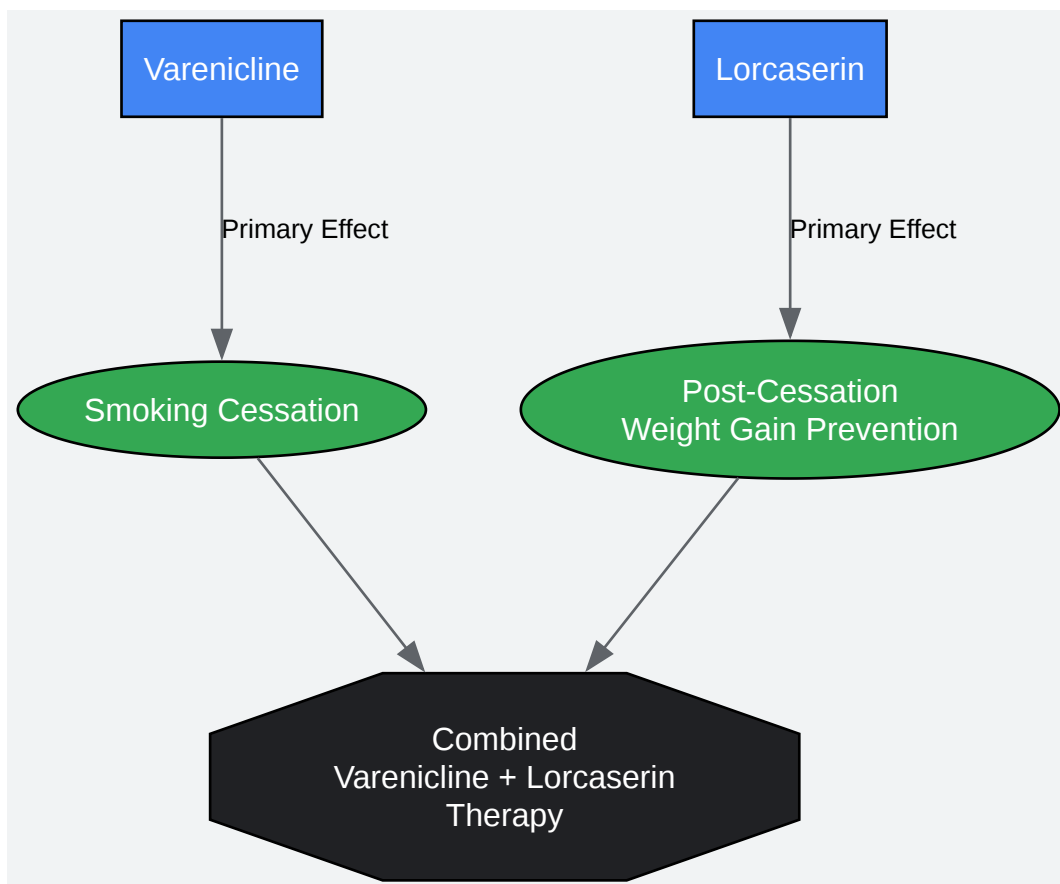 Varenicline
Lorcaserin
Primary Effect
Primary Effect
Smoking Cessation
Post-Cessation
Weight Gain Prevention
Combined
Varenicline + Lorcaserin
Therapy